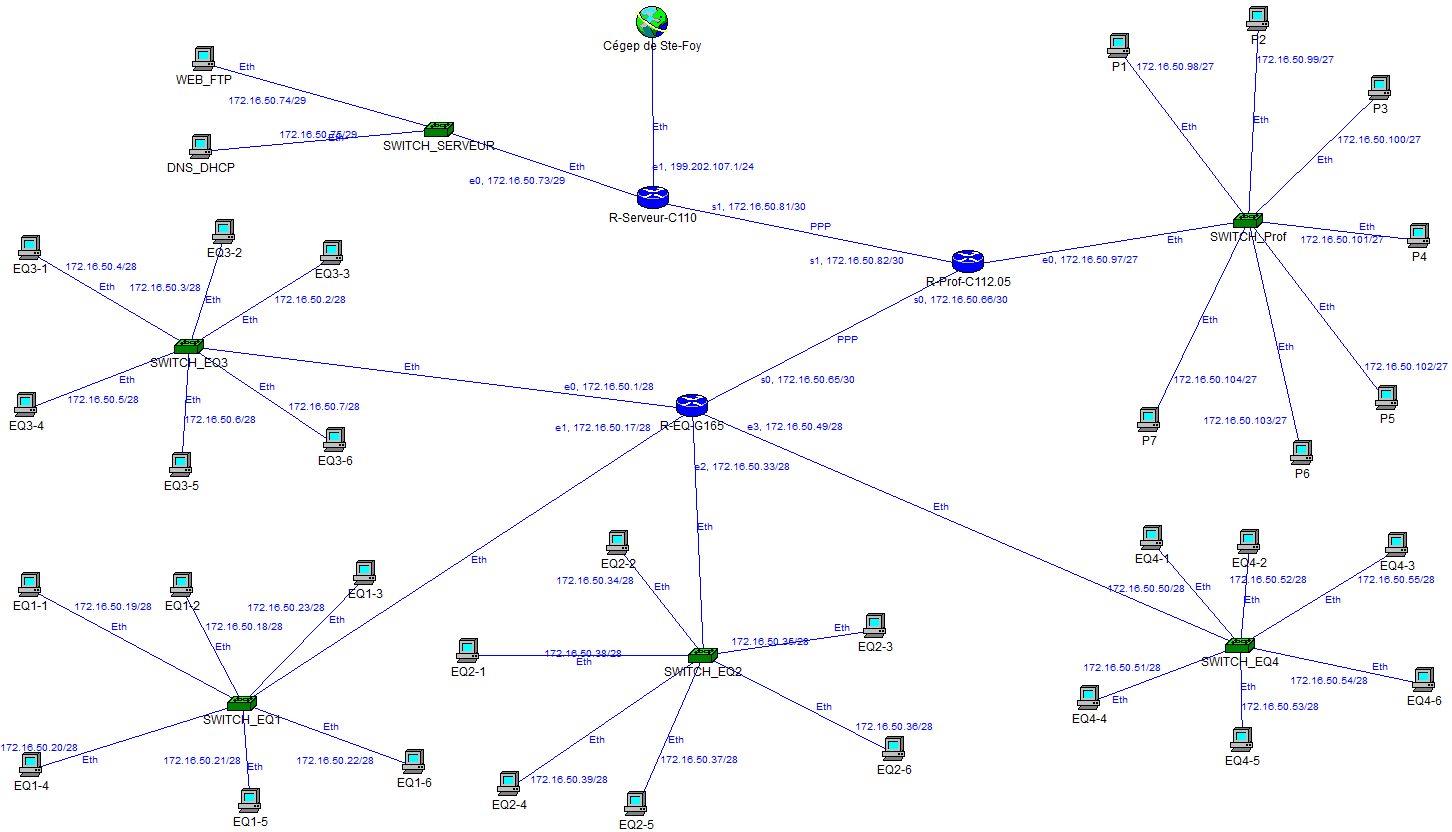 Cégep de Ste-Foy
Eth
e1, 199.202.107.1/24
WEB_FTP
Eth
172.16.50.74/29
DNS_DHCP
172.16.50.75/29
Eth
SWITCH_SERVEUR
Eth
e0, 172.16.50.73/29
R-Serveur-C110
s1, 172.16.50.81/30
PPP
s1, 172.16.50.82/30
R-Prof-C112.05
s0, 172.16.50.66/30
PPP
s0, 172.16.50.65/30
e0, 172.16.50.97/27
Eth
SWITCH_Prof
P1
172.16.50.98/27
Eth
P2
172.16.50.99/27
Eth
P3
172.16.50.100/27
Eth
P4
172.16.50.101/27
Eth
P5
172.16.50.102/27
Eth
P6
172.16.50.103/27
Eth
P7
172.16.50.104/27
Eth
EQ3-1
172.16.50.4/28
Eth
EQ3-2
172.16.50.3/28
Eth
EQ3-3
172.16.50.2/28
Eth
SWITCH_EQ3
EQ3-4
172.16.50.5/28
Eth
EQ3-5
172.16.50.6/28
Eth
EQ3-6
172.16.50.7/28
Eth
Eth
e0, 172.16.50.1/28
R-EQ-G165
e1, 172.16.50.17/28
Eth
e2, 172.16.50.33/28
Eth
e3, 172.16.50.49/28
Eth
EQ1-1
172.16.50.19/28
Eth
EQ1-2
172.16.50.18/28
Eth
EQ1-3
172.16.50.23/28
Eth
SWITCH_EQ1
EQ1-4
172.16.50.20/28
Eth
EQ1-5
172.16.50.21/28
Eth
EQ1-6
172.16.50.22/28
Eth
EQ2-2
172.16.50.34/28
Eth
EQ2-1
172.16.50.38/28
Eth
EQ2-3
172.16.50.35/28
Eth
SWITCH_EQ2
EQ2-4
172.16.50.39/28
Eth
EQ2-5
172.16.50.37/28
Eth
EQ2-6
172.16.50.36/28
Eth
EQ4-1
172.16.50.50/28
Eth
EQ4-2
172.16.50.52/28
Eth
EQ4-3
172.16.50.55/28
Eth
SWITCH_EQ4
EQ4-4
172.16.50.51/28
Eth
EQ4-5
172.16.50.53/28
Eth
EQ4-6
172.16.50.54/28
Eth